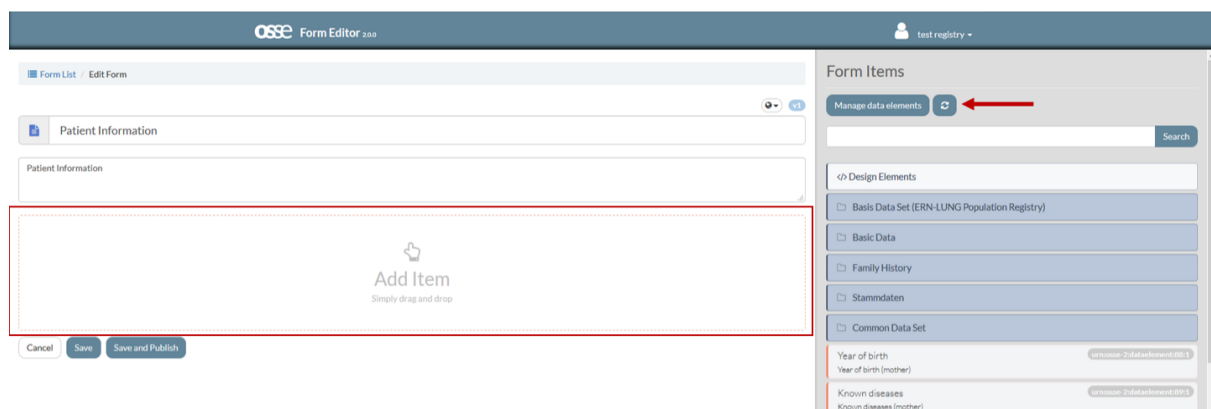 OSSE Form Editor 2.0.0
test registry
Form List / Edit Form
v1
Patient Information
Patient Information
Add Item
Simply drag and drop
Cancel Save Save and Publish
Form Items
Manage data elements
Search
</> Design Elements
Basis Data Set (ERN-LUNG Population Registry)
Basic Data
Family History
Stammdaten
Common Data Set
Year of birth urn:osse-2:dataelement:88:1
Year of birth (mother)
Known diseases urn:osse-2:dataelement:89:1
Known diseases (mother)